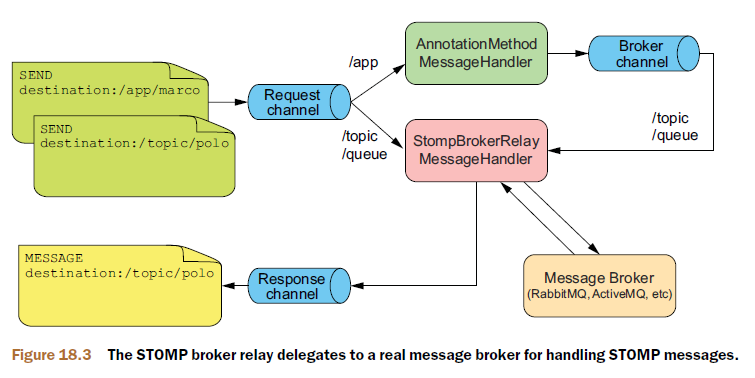 SEND
destination:/app/marco
SEND
destination:/topic/polo
Request
channel
/app
/topic
/queue
AnnotationMethod
MessageHandler
Broker
channel
/topic
/queue
StompBrokerRelay
MessageHandler
MESSAGE
destination:/topic/polo
Response
channel
Message Broker
(RabbitMQ, ActiveMQ, etc)
Figure 18.3 The STOMP broker relay delegates to a real message broker for handling STOMP messages.